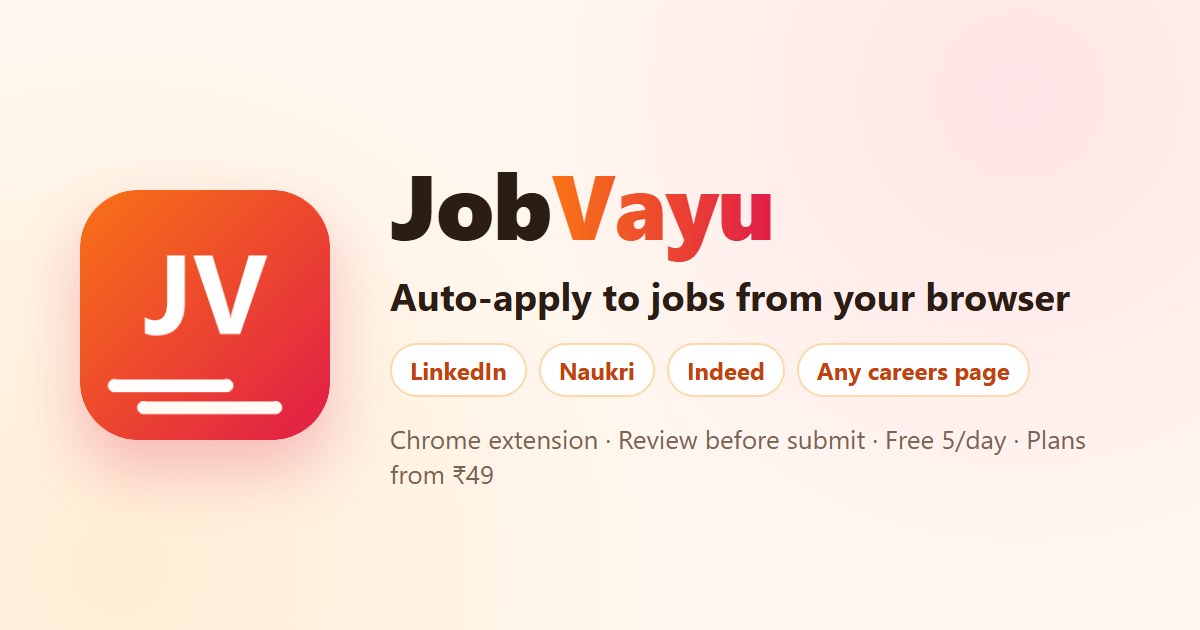 JV
JobVayu
Auto-apply to jobs from your browser
LinkedIn Naukri Indeed Any careers page
Chrome extension · Review before submit · Free 5/day · Plans
from ₹49